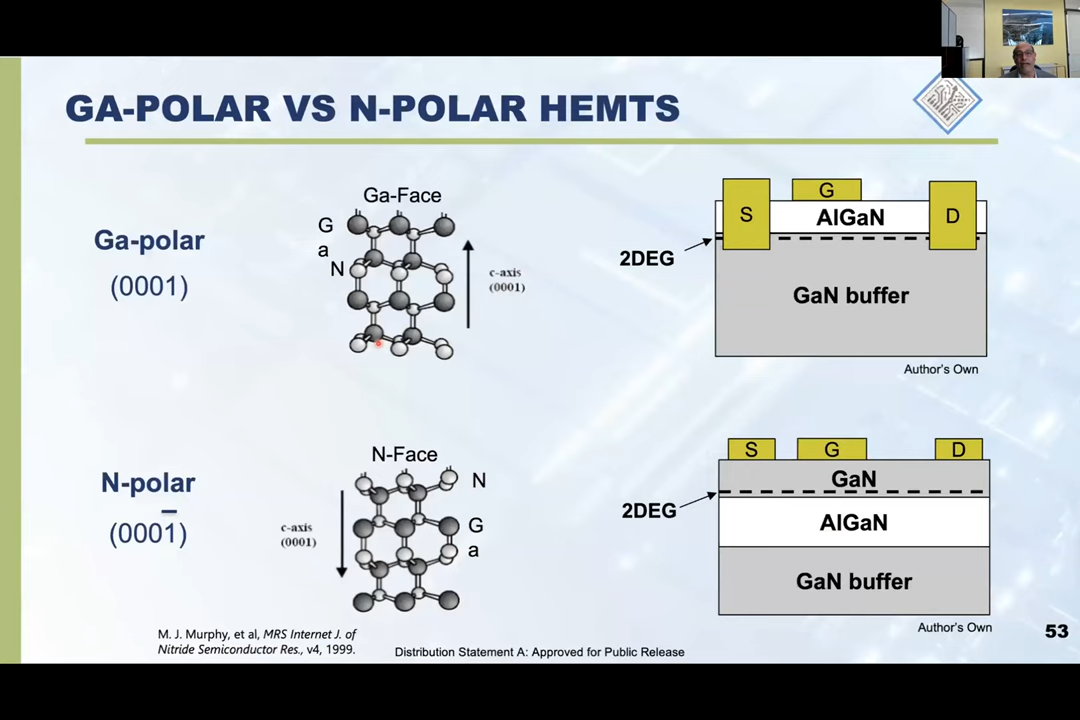 GA-POLAR VS N-POLAR HEMTS
Ga-polar
(0001)
Ga-Face
G
a
N
c-axis
(0001)
S
G
D
AlGaN
2DEG
GaN buffer
Author's Own
N-polar
(0001̅)
N-Face
N
G
a
c-axis
(0001)
S
G
D
GaN
2DEG
AlGaN
GaN buffer
Author's Own
M. J. Murphy, et al, MRS Internet J. of
Nitride Semiconductor Res., v4, 1999.
Distribution Statement A: Approved for Public Release
53